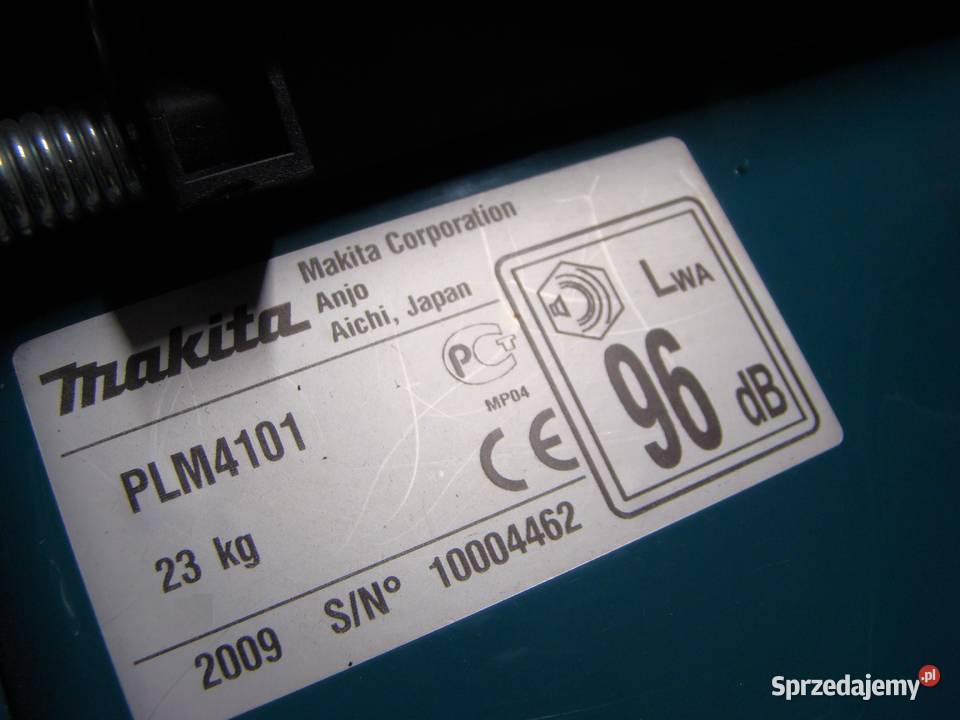 Makita Corporation
Anjo
Aichi, Japan
makita
PLM4101
23 kg
2009 S/N° 10004462
PCT
MP04
CE
LWA
96 dB
Sprzedajemy.pl